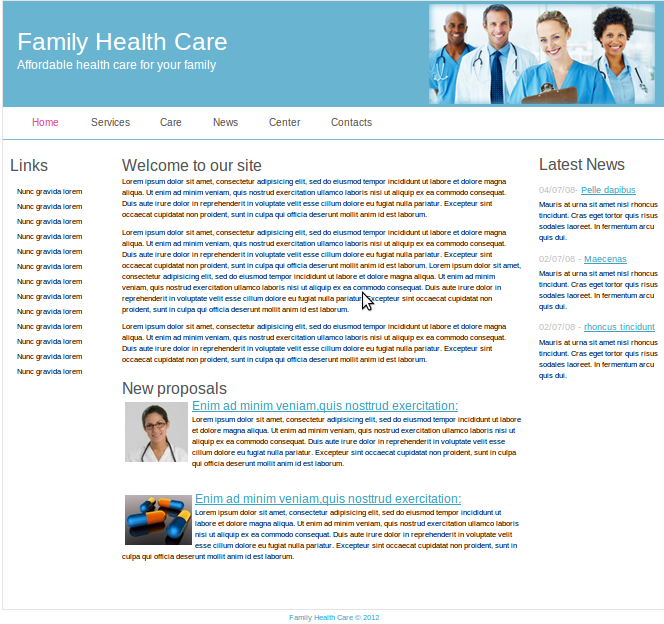 Family Health Care
Affordable health care for your family
Home Services Care News Center Contacts
Links
Nunc gravida lorem
Nunc gravida lorem
Nunc gravida lorem
Nunc gravida lorem
Nunc gravida lorem
Nunc gravida lorem
Nunc gravida lorem
Nunc gravida lorem
Nunc gravida lorem
Nunc gravida lorem
Nunc gravida lorem
Nunc gravida lorem
Nunc gravida lorem
Welcome to our site
Lorem ipsum dolor sit amet, consectetur adipisicing elit, sed do eiusmod tempor incididunt ut labore et dolore magna
aliqua. Ut enim ad minim veniam, quis nostrud exercitation ullamco laboris nisi ut aliquip ex ea commodo consequat.
Duis aute irure dolor in reprehenderit in voluptate velit esse cillum dolore eu fugiat nulla pariatur. Excepteur sint
occaecat cupidatat non proident, sunt in culpa qui officia deserunt mollit anim id est laborum.
Lorem ipsum dolor sit amet, consectetur adipisicing elit, sed do eiusmod tempor incididunt ut labore et dolore magna
aliqua. Ut enim ad minim veniam, quis nostrud exercitation ullamco laboris nisi ut aliquip ex ea commodo consequat.
Duis aute irure dolor in reprehenderit in voluptate velit esse cillum dolore eu fugiat nulla pariatur. Excepteur sint
occaecat cupidatat non proident, sunt in culpa qui officia deserunt mollit anim id est laborum. Lorem ipsum dolor sit amet,
consectetur adipisicing elit, sed do eiusmod tempor incididunt ut labore et dolore magna aliqua. Ut enim ad minim
veniam, quis nostrud exercitation ullamco laboris nisi ut aliquip ex ea commodo consequat. Duis aute irure dolor in
reprehenderit in voluptate velit esse cillum dolore eu fugiat nulla pariatur. Excepteur sint occaecat cupidatat non
proident, sunt in culpa qui officia deserunt mollit anim id est laborum.
Lorem ipsum dolor sit amet, consectetur adipisicing elit, sed do eiusmod tempor incididunt ut labore et dolore magna
aliqua. Ut enim ad minim veniam, quis nostrud exercitation ullamco laboris nisi ut aliquip ex ea commodo consequat.
Duis aute irure dolor in reprehenderit in voluptate velit esse cillum dolore eu fugiat nulla pariatur. Excepteur sint
occaecat cupidatat non proident, sunt in culpa qui officia deserunt mollit anim id est laborum.
New proposals
Enim ad minim veniam,quis nosttrud exercitation:
Lorem ipsum dolor sit amet, consectetur adipisicing elit, sed do eiusmod tempor incididunt ut labore
et dolore magna aliqua. Ut enim ad minim veniam, quis nostrud exercitation ullamco laboris nisi ut
aliquip ex ea commodo consequat. Duis aute irure dolor in reprehenderit in voluptate velit esse
cillum dolore eu fugiat nulla pariatur. Excepteur sint occaecat cupidatat non proident, sunt in culpa
qui officia deserunt mollit anim id est laborum.
Enim ad minim veniam,quis nosttrud exercitation:
Lorem ipsum dolor sit amet, consectetur adipisicing elit, sed do eiusmod tempor incididunt ut
labore et dolore magna aliqua. Ut enim ad minim veniam, quis nostrud exercitation ullamco laboris
nisi ut aliquip ex ea commodo consequat. Duis aute irure dolor in reprehenderit in voluptate velit
esse cillum dolore eu fugiat nulla pariatur. Excepteur sint occaecat cupidatat non proident, sunt in
culpa qui officia deserunt mollit anim id est laborum.
Latest News
04/07/08- Pelle dapibus
Mauris at urna sit amet nisl rhoncus
tincidunt. Cras eget tortor quis risus
sodales laoreet. In fermentum arcu
quis dui.
02/07/08 - Maecenas
Mauris at urna sit amet nisl rhoncus
tincidunt. Cras eget tortor quis risus
sodales laoreet. In fermentum arcu
quis dui.
02/07/08 - rhoncus tincidunt
Mauris at urna sit amet nisl rhoncus
tincidunt. Cras eget tortor quis risus
sodales laoreet. In fermentum arcu
quis dui.
Family Health Care © 2012